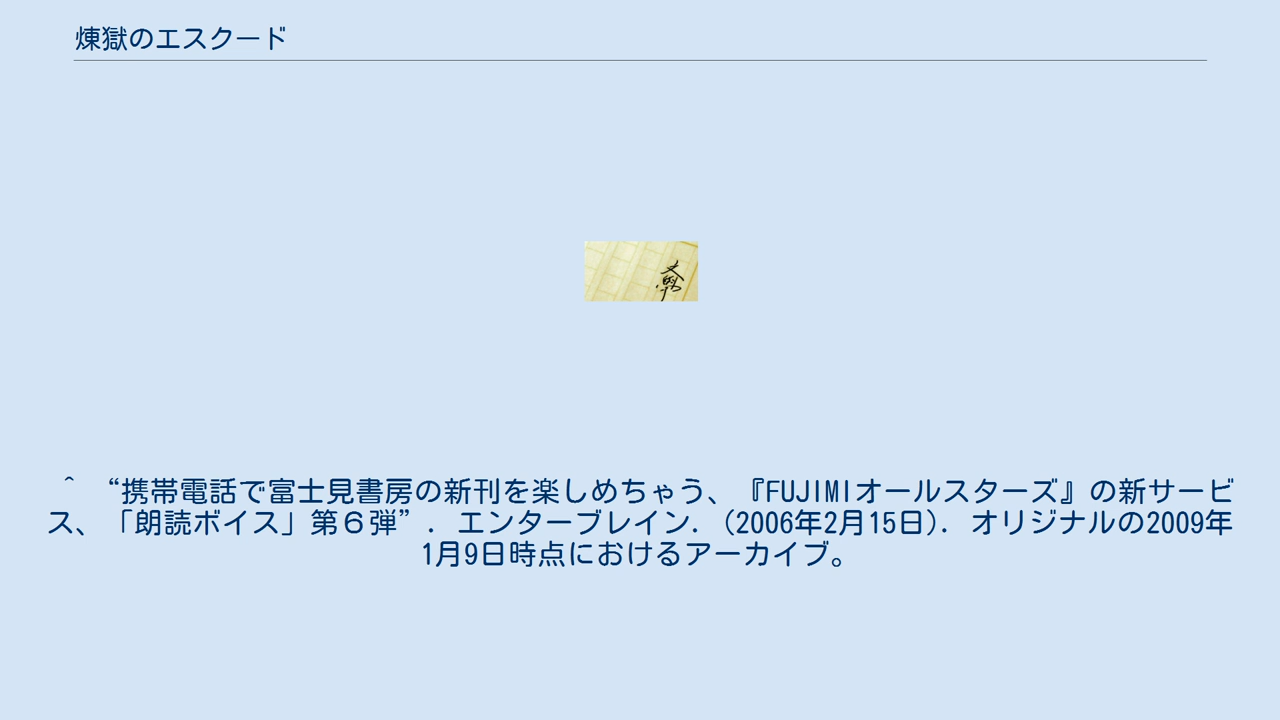 煉獄のエスクード
^ “携帯電話で富士見書房の新刊を楽しめちゃう、『FUJIMIオールスターズ』の新サービ
ス、「朗読ボイス」第６弾”. エンターブレイン. (2006年2月15日). オリジナルの2009年
1月9日時点におけるアーカイブ。